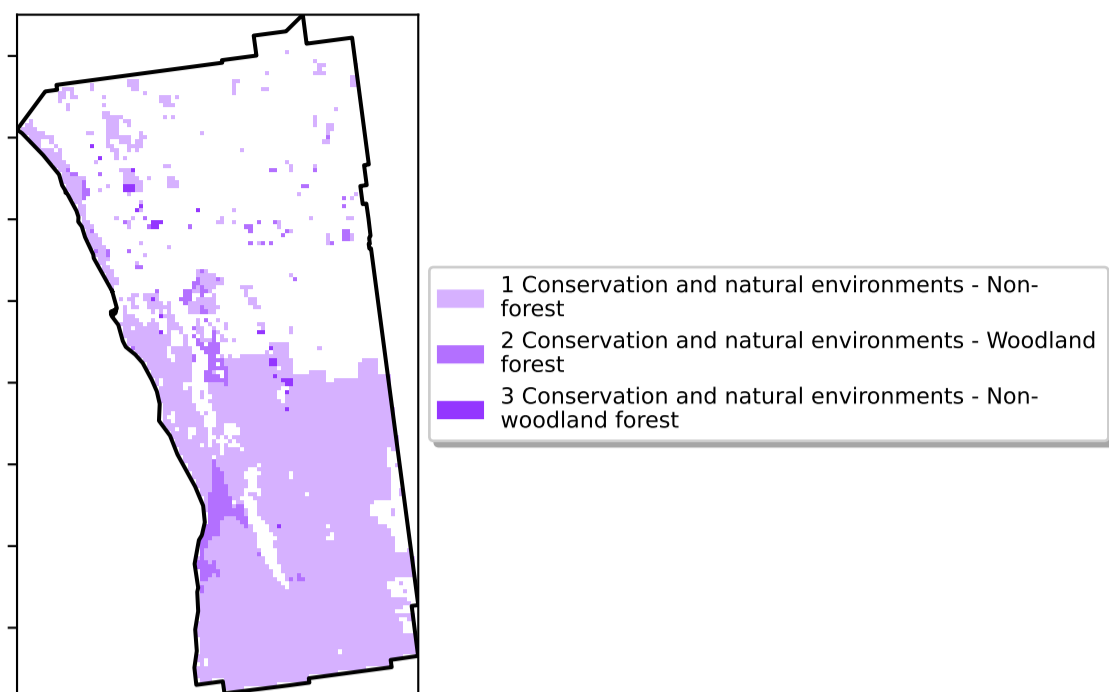 1 Conservation and natural environments - Non-
forest
2 Conservation and natural environments - Woodland
forest
3 Conservation and natural environments - Non-
woodland forest